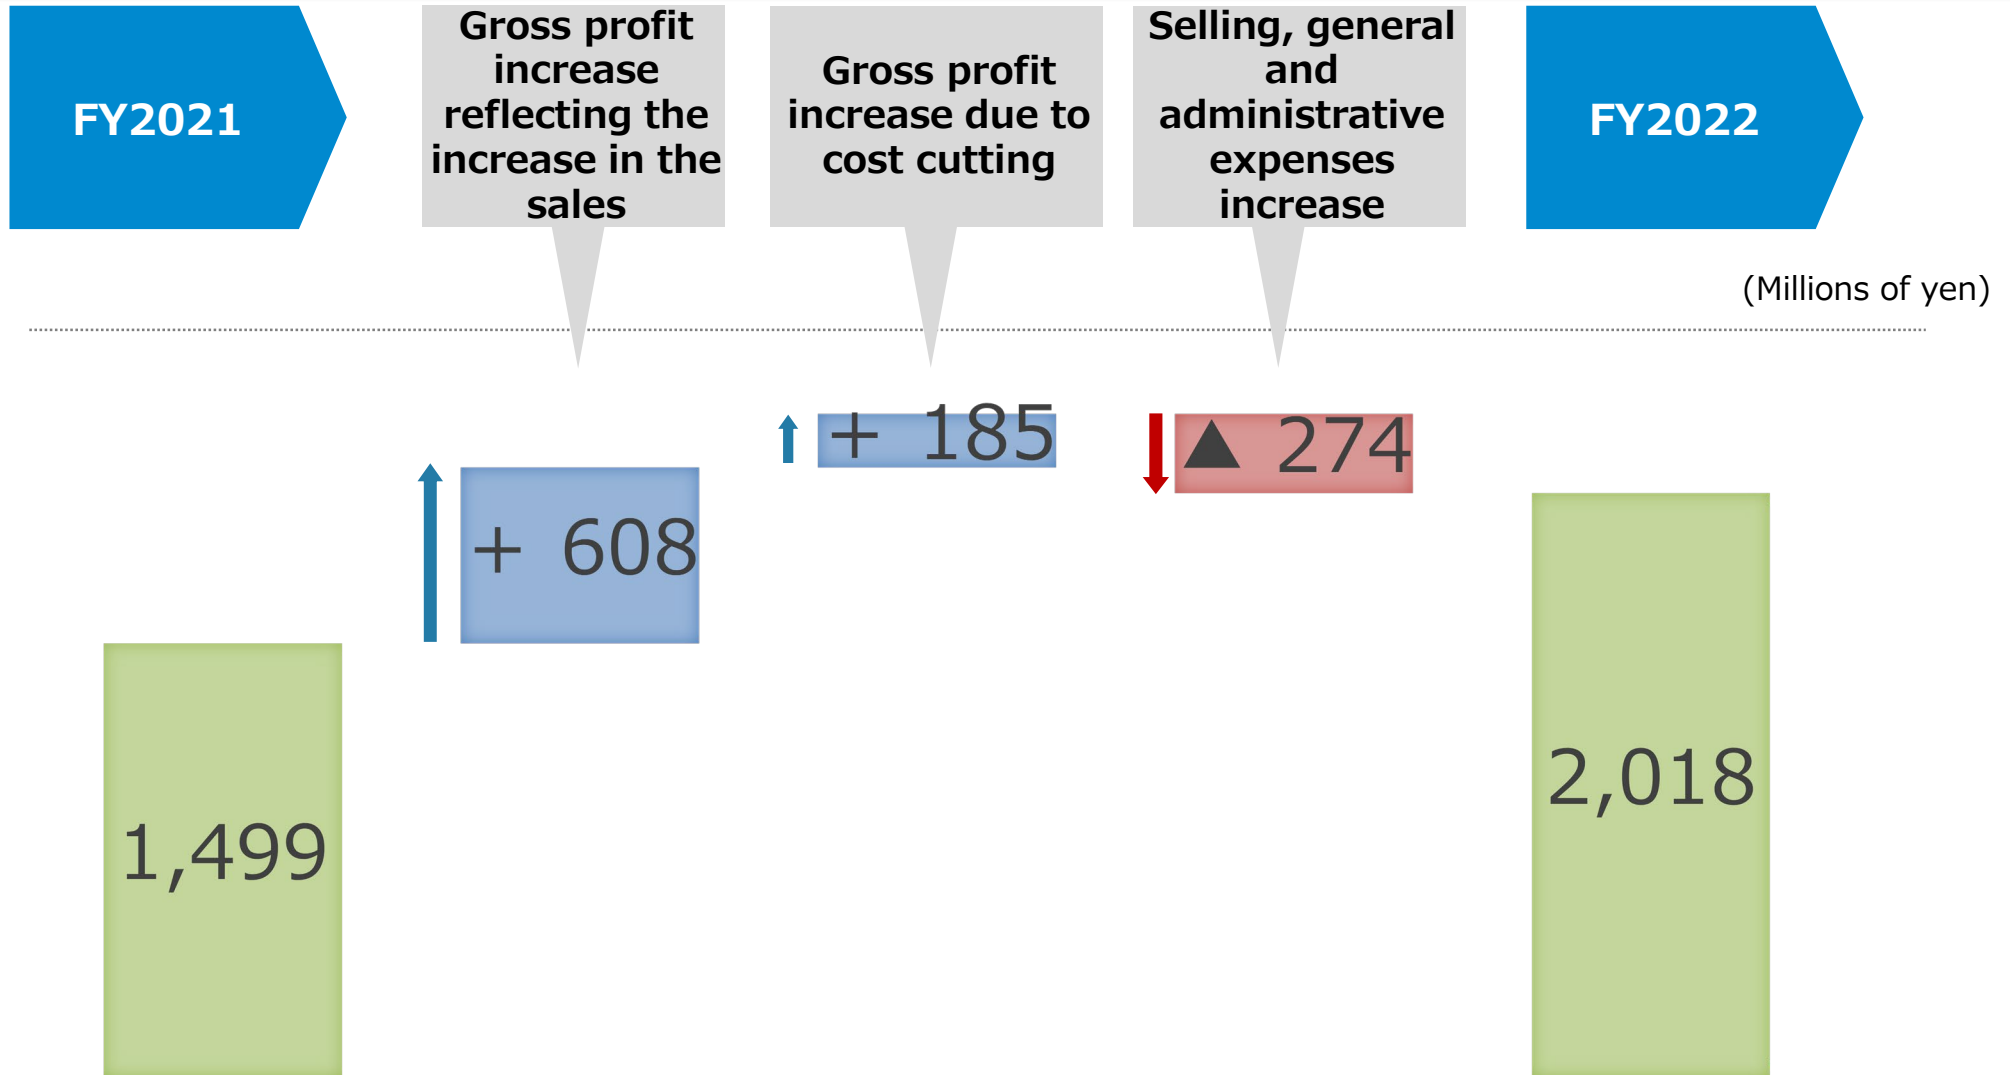 FY2021
Gross profit
increase
reflecting the
increase in the
sales
Gross profit
increase due to
cost cutting
Selling, general
and
administrative
expenses
increase
FY2022
(Millions of yen)
1,499
+ 608
+ 185
▲ 274
2,018